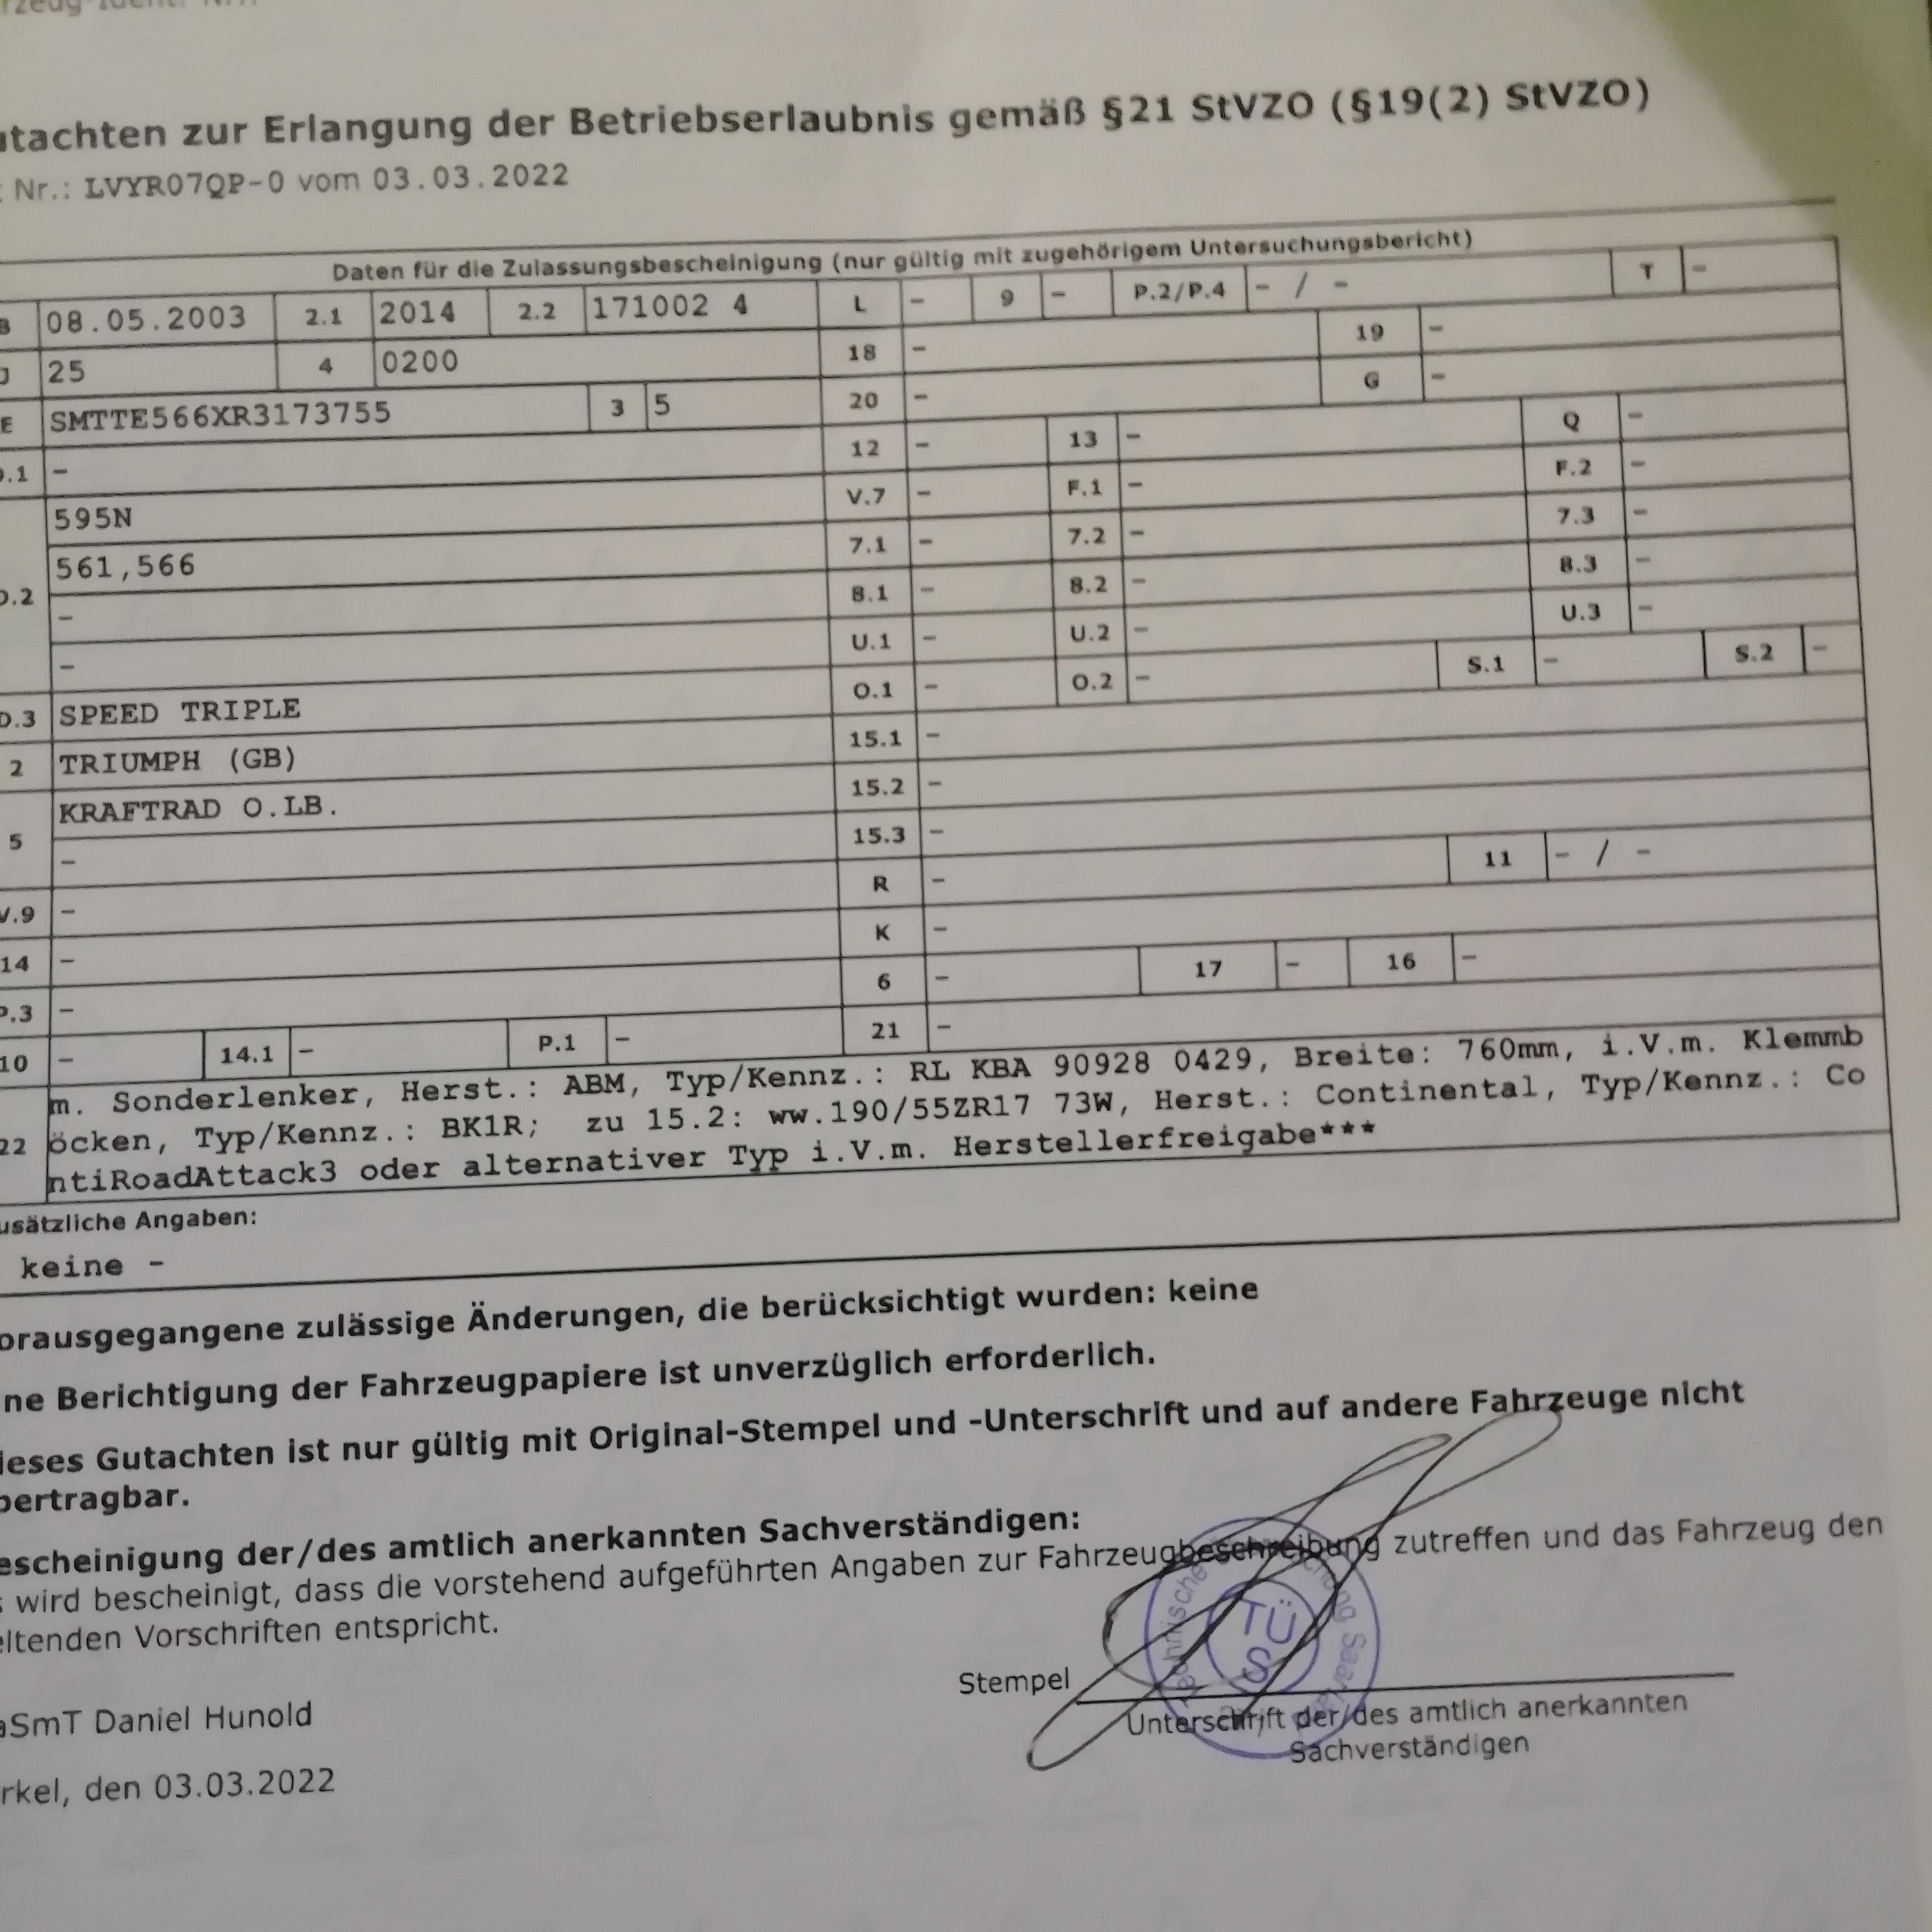 rzeug-Ident. Nr.
utachten zur Erlangung der Betriebserlaubnis gemäß §21 StVZO (§19(2) StVZO)
t Nr.: LVYR07QP-0 vom 03.03.2022
Daten für die Zulassungsbescheinigung (nur gültig mit zugehörigem Untersuchungsbericht)
B 08.05.2003 2.1 2014 2.2 171002 4 L - 9 - P.2/P.4 - / - T -
J 25 4 0200 18 - 19 -
E SMTTE566XR3173755 3 5 20 - G -
D.1 - 12 - 13 - Q -
595N V.7 - F.1 - F.2 -
561,566 7.1 - 7.2 - 7.3 -
D.2 - 8.1 - 8.2 - 8.3 -
- U.1 - U.2 - U.3 -
D.3 SPEED TRIPLE O.1 - O.2 - S.1 - S.2 -
2 TRIUMPH (GB) 15.1 -
5 KRAFTRAD O.LB. 15.2 -
- 15.3 -
V.9 - R - 11 - / -
14 - K -
P.3 - 6 - 17 - 16 -
10 - 14.1 - P.1 - 21 -
m. Sonderlenker, Herst.: ABM, Typ/Kennz.: RL KBA 90928 0429, Breite: 760mm, i.V.m. Klemmb
22 öcken, Typ/Kennz.: BK1R; zu 15.2: ww.190/55ZR17 73W, Herst.: Continental, Typ/Kennz.: Co
ntiRoadAttack3 oder alternativer Typ i.V.m. Herstellerfreigabe***
usätzliche Angaben:
keine -
orausgegangene zulässige Änderungen, die berücksichtigt wurden: keine
ne Berichtigung der Fahrzeugpapiere ist unverzüglich erforderlich.
ieses Gutachten ist nur gültig mit Original-Stempel und -Unterschrift und auf andere Fahrzeuge nicht
bertragbar.
escheinigung der/des amtlich anerkannten Sachverständigen:
s wird bescheinigt, dass die vorstehend aufgeführten Angaben zur Fahrzeugbeschreibung zutreffen und das Fahrzeug den
eltenden Vorschriften entspricht.
TÜ
S
Stempel
aSmT Daniel Hunold
Unterschrift der/des amtlich anerkannten
Sachverständigen
rkel, den 03.03.2022